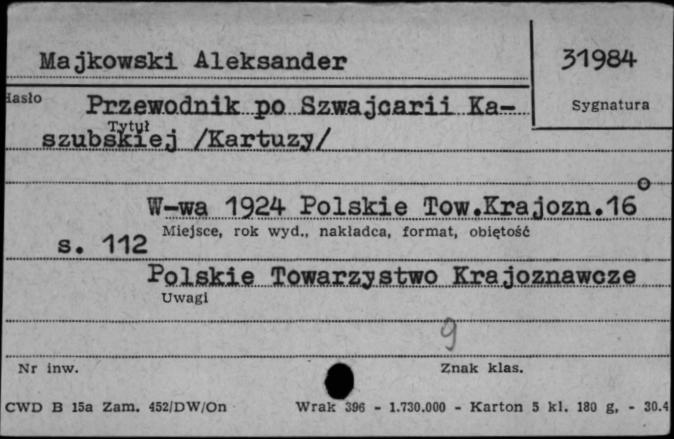 Majkowski Aleksander
31984
Hasło Przewodnik po Szwajcarii Ka-
Sygnatura
Tytuł
szubskiej /Kartuzy/
W-wa 1924 Polskie Tow.Krajozn.16°
Miejsce, rok wyd., nakładca, format, objętość
s. 112
Polskie Towarzystwo Krajoznawcze
Uwagi
9
Nr inw.
Znak klas.
CWD B 15a Zam. 452/DW/On Wrak 396 - 1.730.000 - Karton 5 kl. 180 g, - 30.4